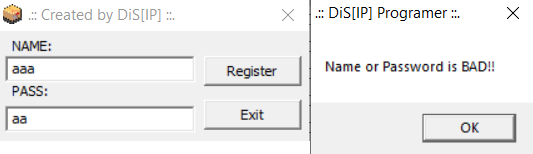 .:: Created by DiS[IP] ::.
NAME:
aaa
Register
PASS:
aa
Exit
.:: DiS[IP] Programer ::.
Name or Password is BAD!!
OK